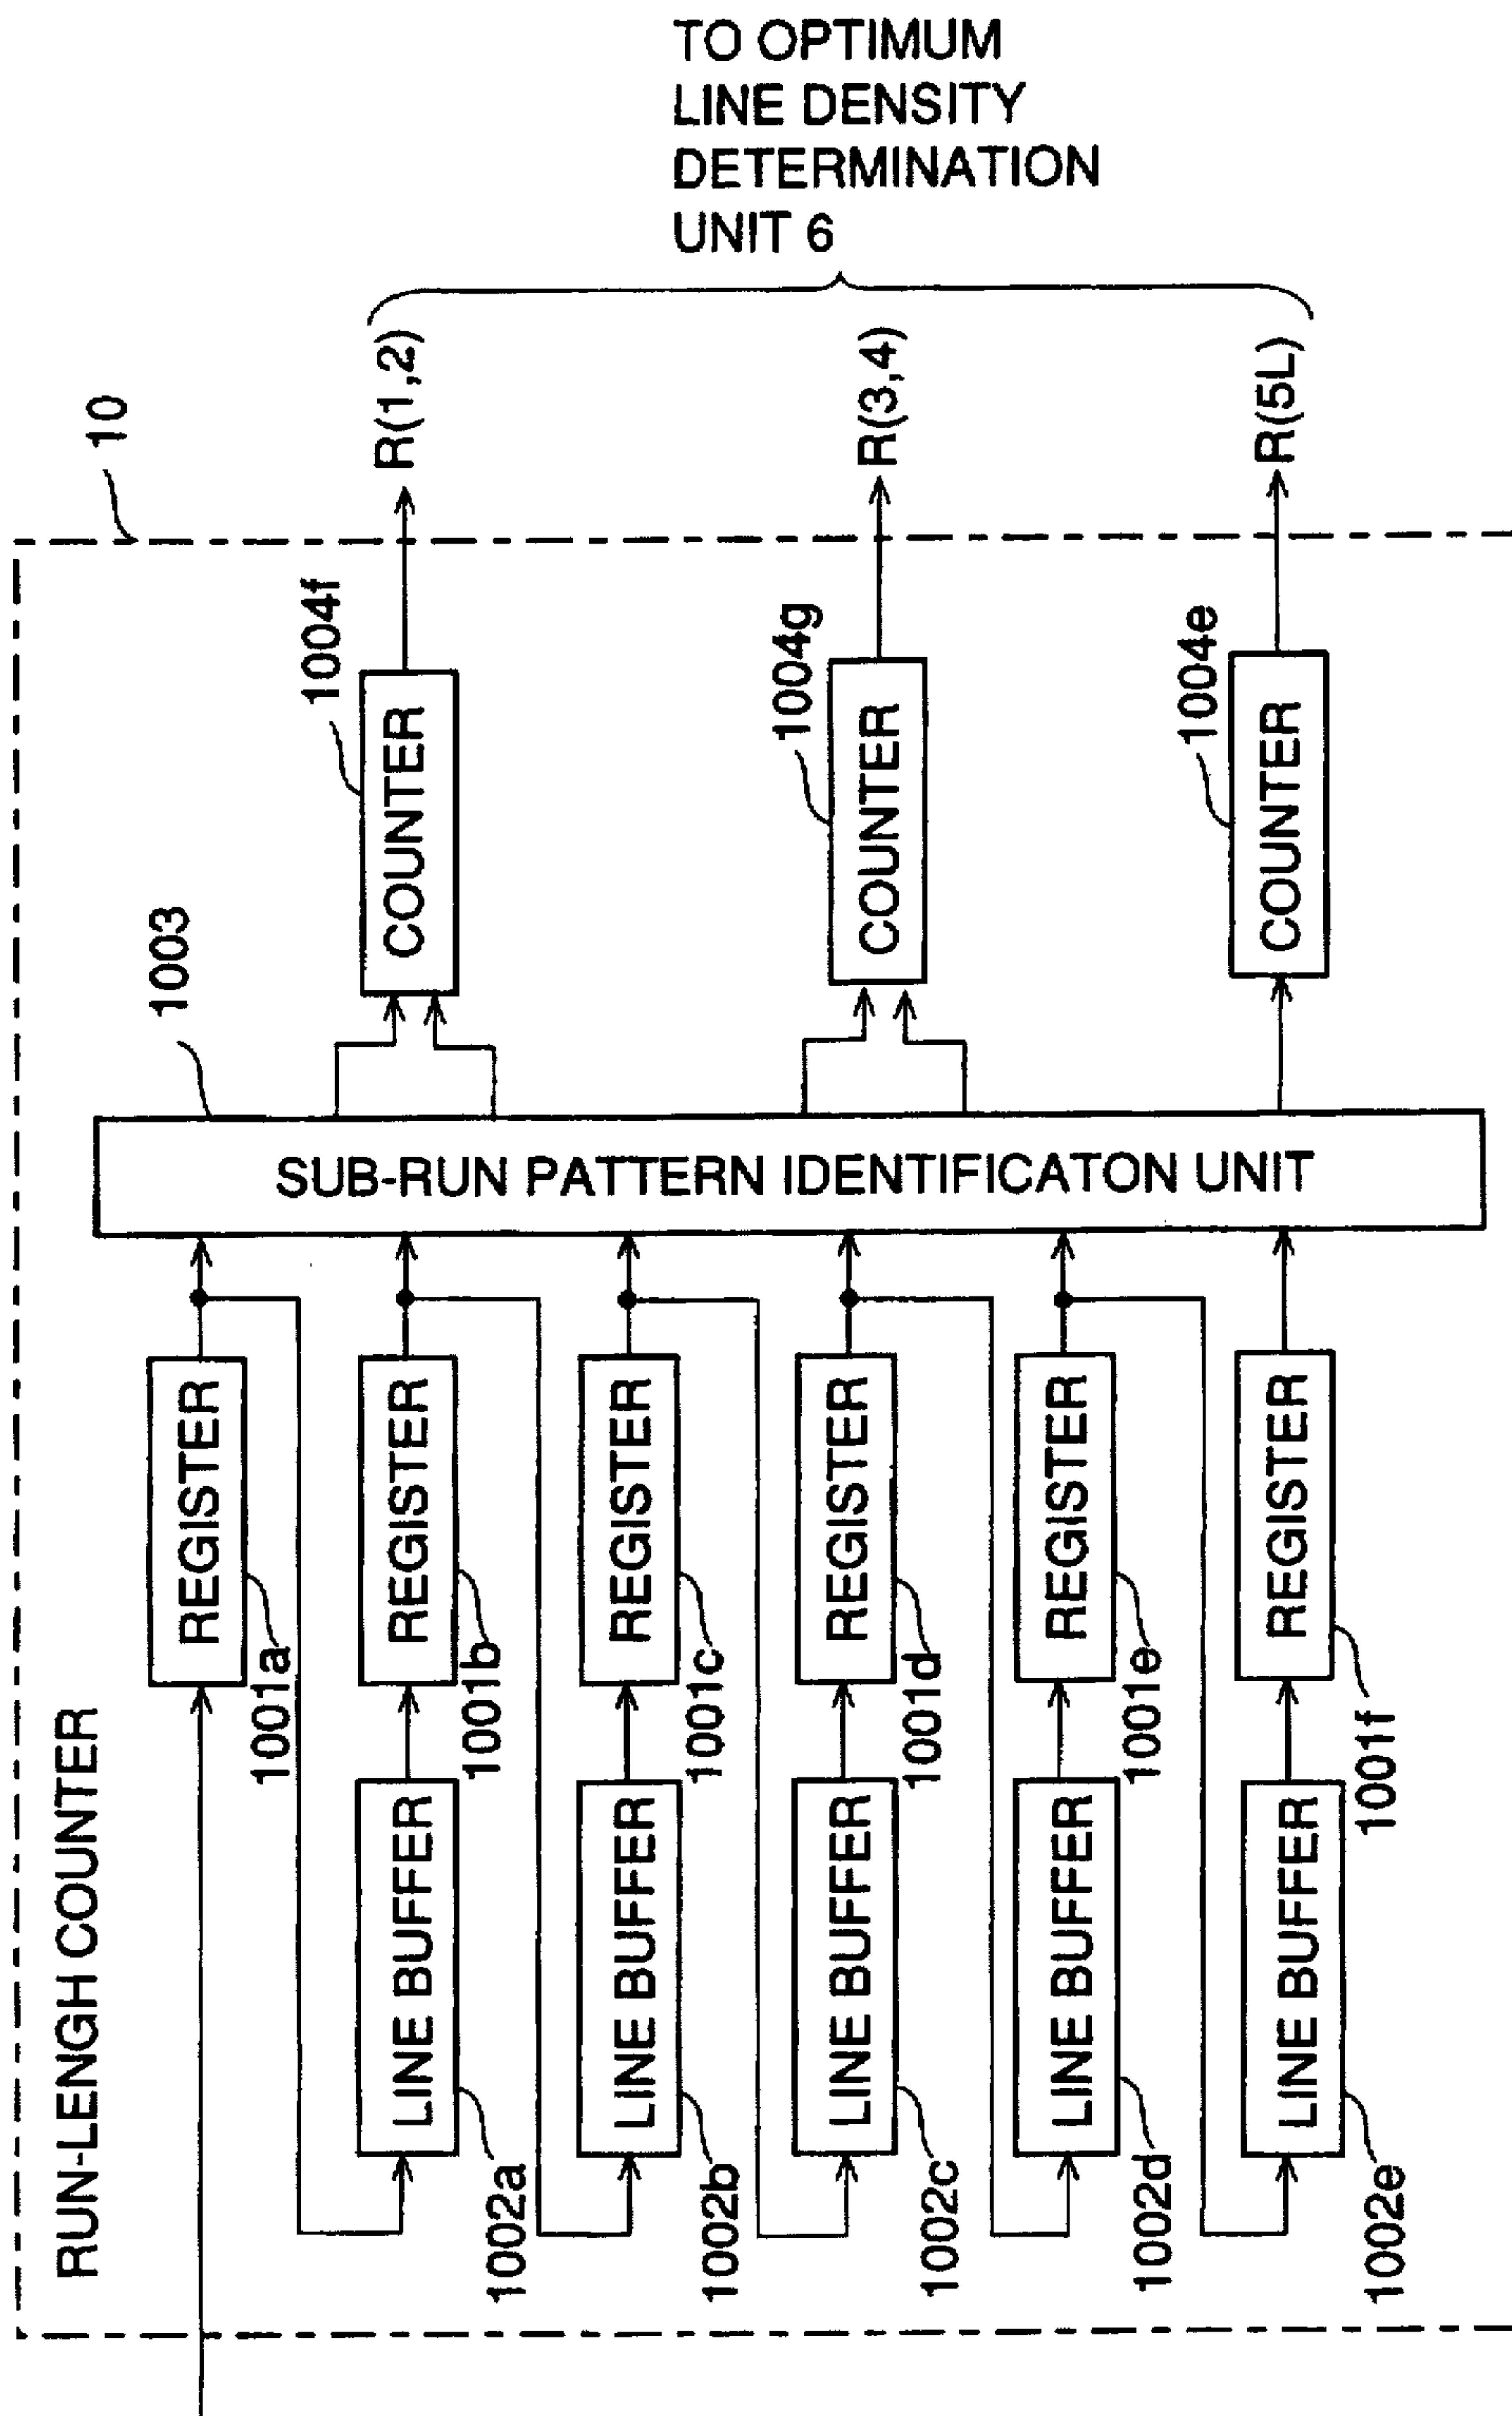 TO OPTIMUM
LINE DENSITY
DETERMINATION
UNIT 6
10
R(1,2)
R(3,4)
R(5L)
1004f
COUNTER
1004g
COUNTER
1004e
COUNTER
1003
SUB-RUN PATTERN IDENTIFICATON UNIT
RUN-LENGH COUNTER
REGISTER
1001a
LINE BUFFER
1002a
REGISTER
1001b
LINE BUFFER
1002b
REGISTER
1001c
LINE BUFFER
1002c
REGISTER
1001d
LINE BUFFER
1002d
REGISTER
1001e
LINE BUFFER
1002e
REGISTER
1001f